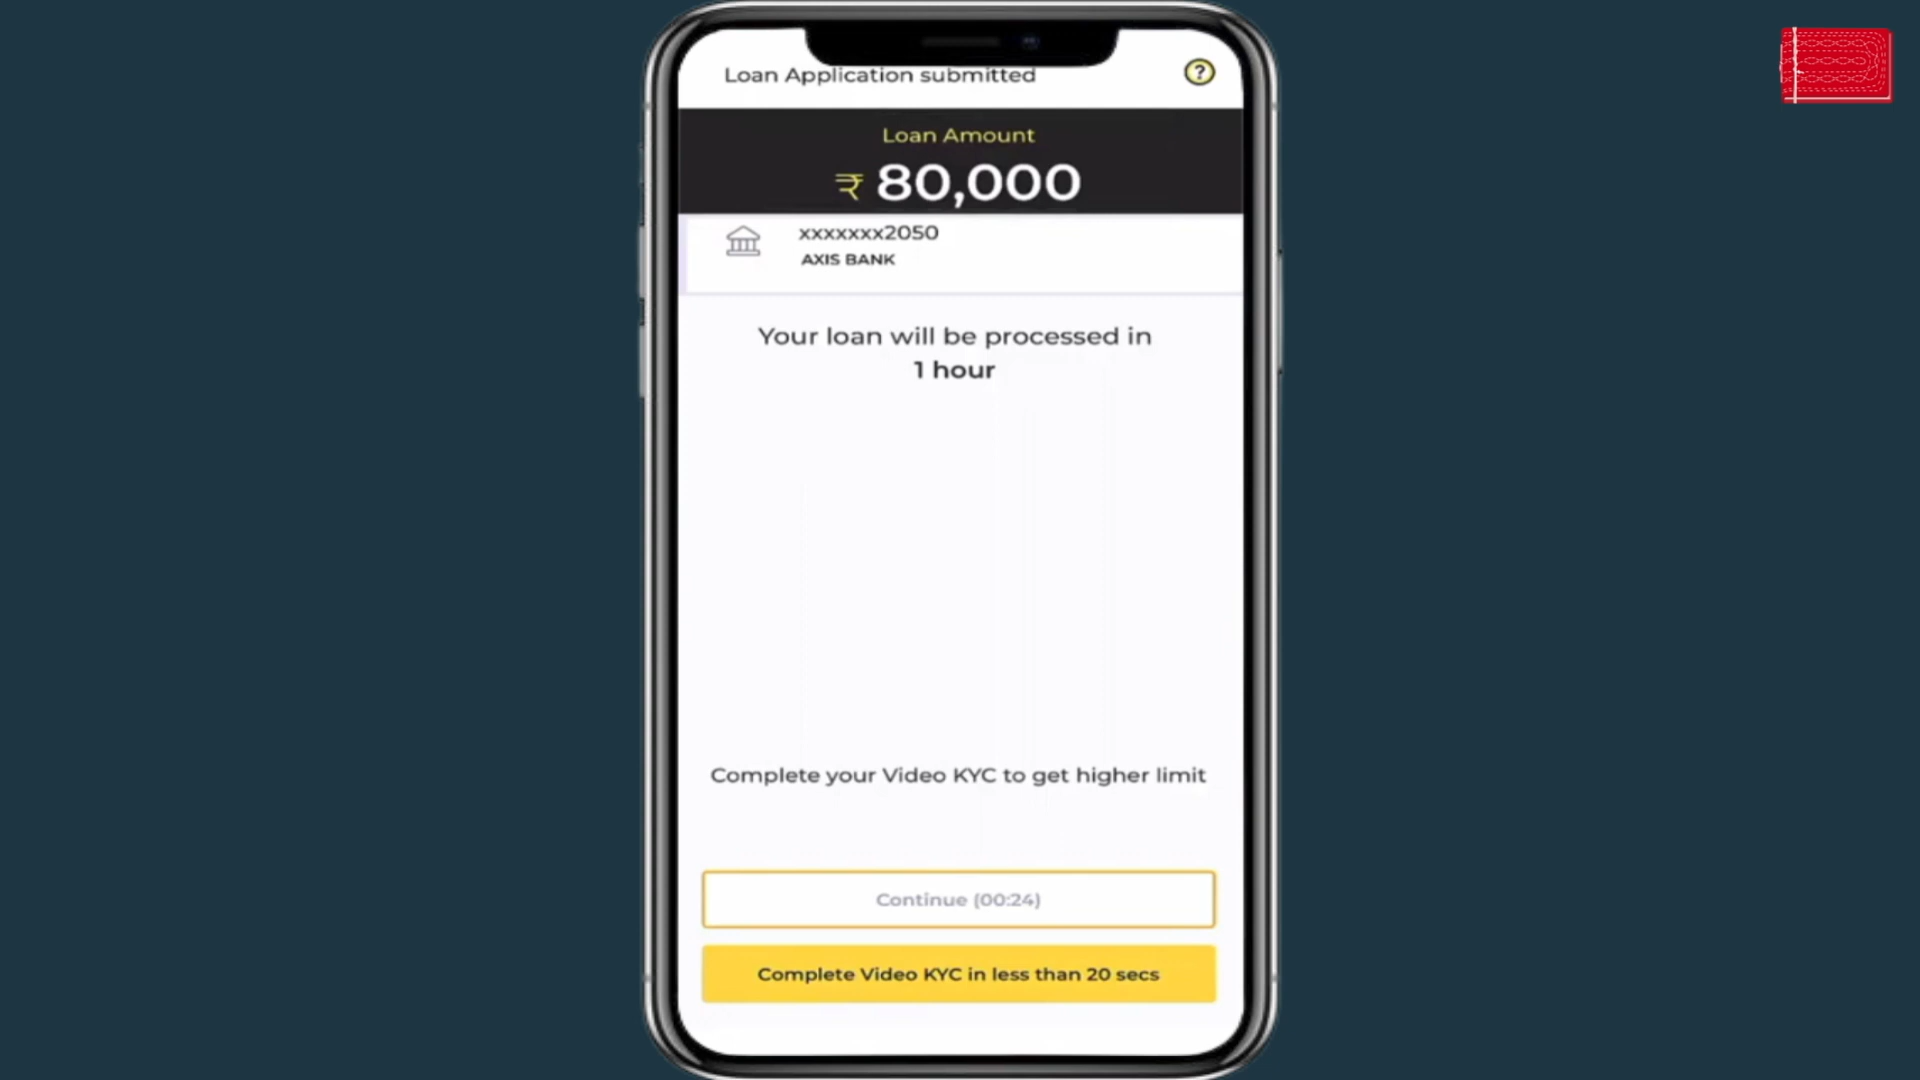 Loan Application submitted
?
Loan Amount
₹ 80,000
xxxxxxx2050
AXIS BANK
Your loan will be processed in
1 hour
Complete your Video KYC to get higher limit
Continue (00:24)
Complete Video KYC in less than 20 secs